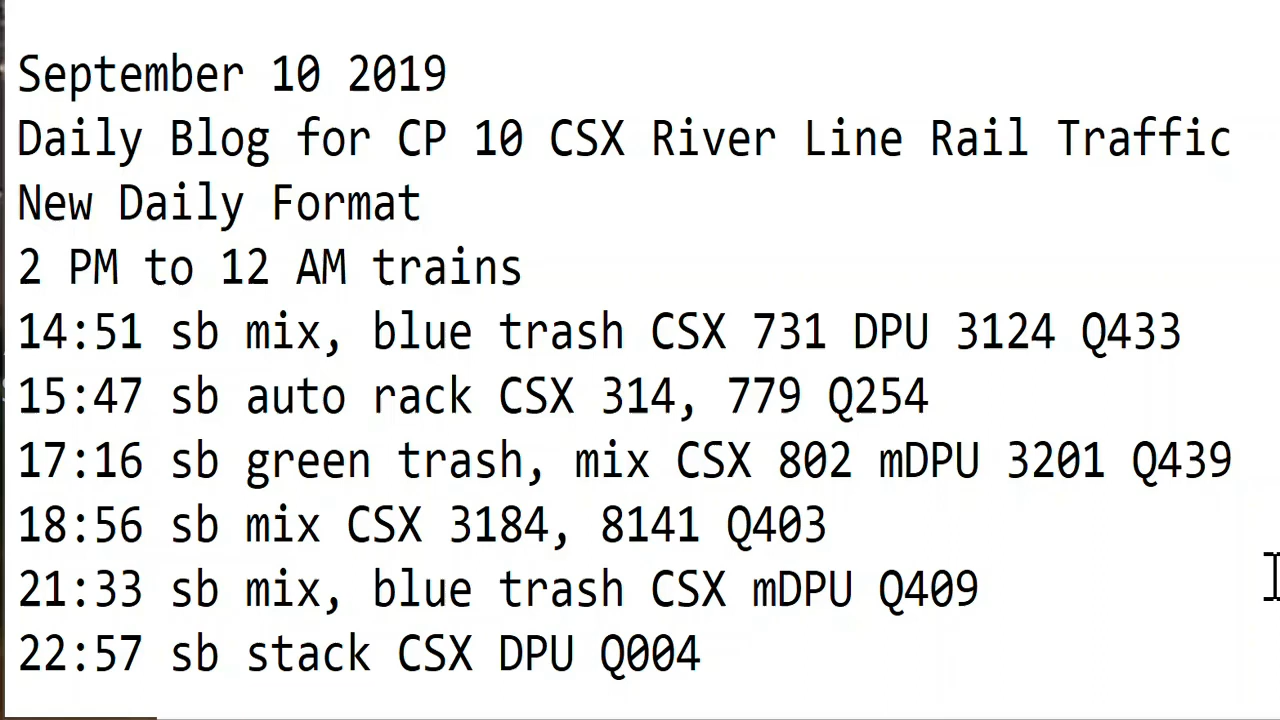 September 10 2019
Daily Blog for CP 10 CSX River Line Rail Traffic
New Daily Format
2 PM to 12 AM trains
14:51 sb mix, blue trash CSX 731 DPU 3124 Q433
15:47 sb auto rack CSX 314, 779 Q254
17:16 sb green trash, mix CSX 802 mDPU 3201 Q439
18:56 sb mix CSX 3184, 8141 Q403
21:33 sb mix, blue trash CSX mDPU Q409
22:57 sb stack CSX DPU Q004